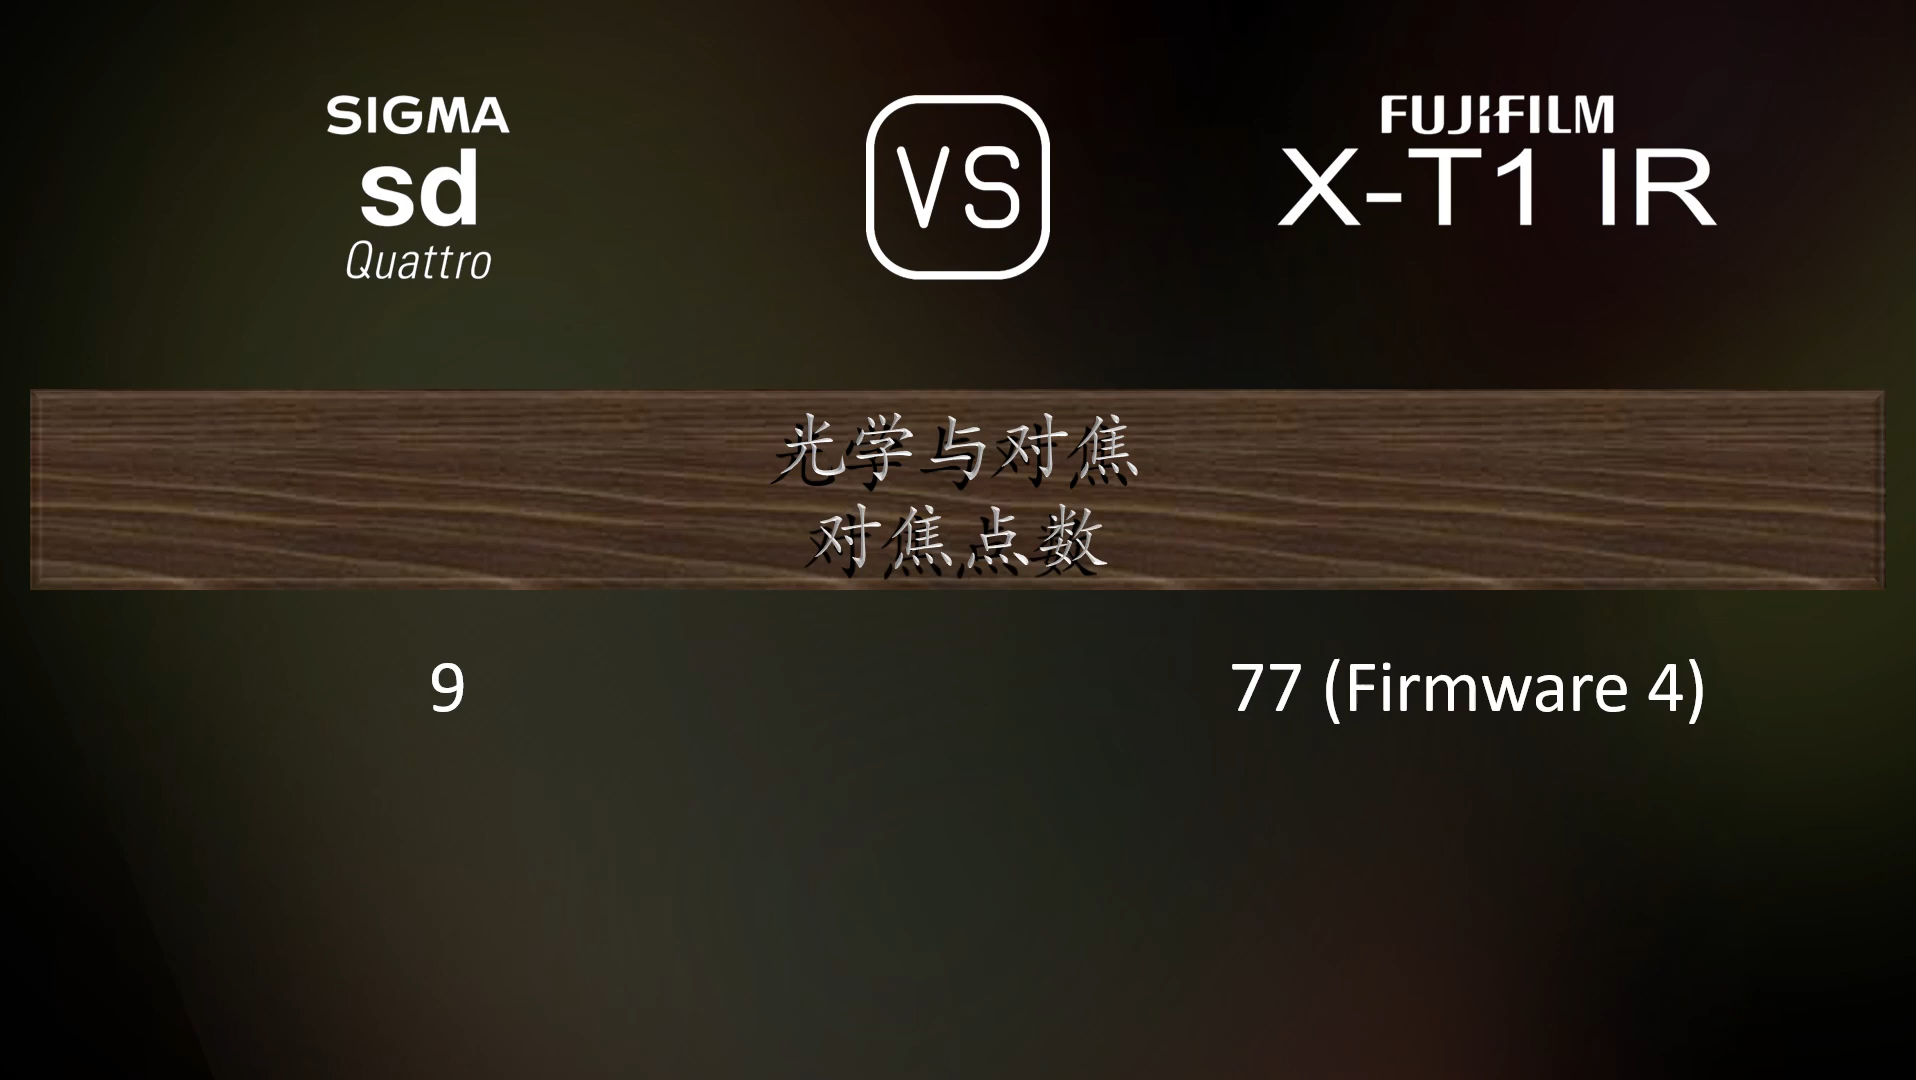 SIGMA
sd
Quattro
VS
FUJIFILM
X-T1 IR
光学与对焦
对焦点数
9
77 (Firmware 4)